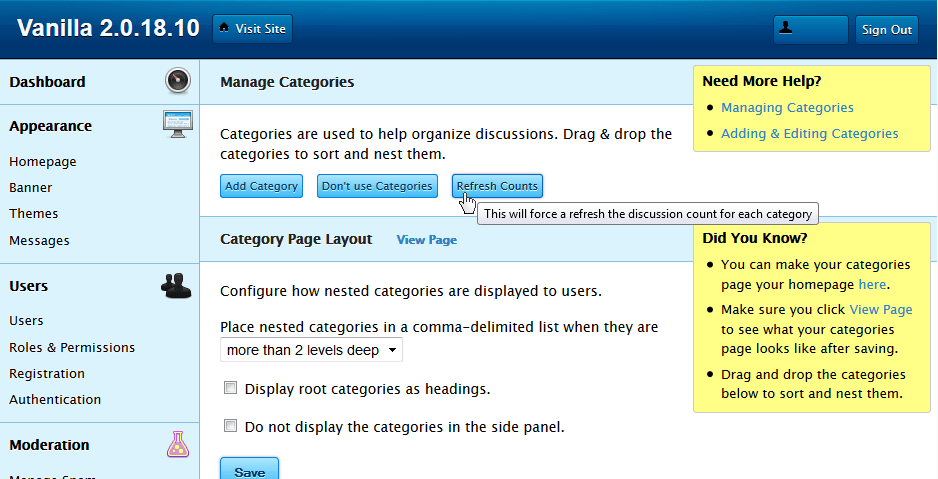 Vanilla 2.0.18.10
Visit Site
Sign Out
Dashboard
Appearance
Homepage
Banner
Themes
Messages
Users
Users
Roles & Permissions
Registration
Authentication
Moderation
Manage Spam
Manage Categories
Categories are used to help organize discussions. Drag & drop the
categories to sort and nest them.
Add Category
Don't use Categories
Refresh Counts
This will force a refresh the discussion count for each category
Category Page Layout
View Page
Configure how nested categories are displayed to users.
Place nested categories in a comma-delimited list when they are
more than 2 levels deep
Display root categories as headings.
Do not display the categories in the side panel.
Save
Need More Help?
Managing Categories
Adding & Editing Categories
Did You Know?
You can make your categories
page your homepage here.
Make sure you click View Page
to see what your categories
page looks like after saving.
Drag and drop the categories
below to sort and nest them.